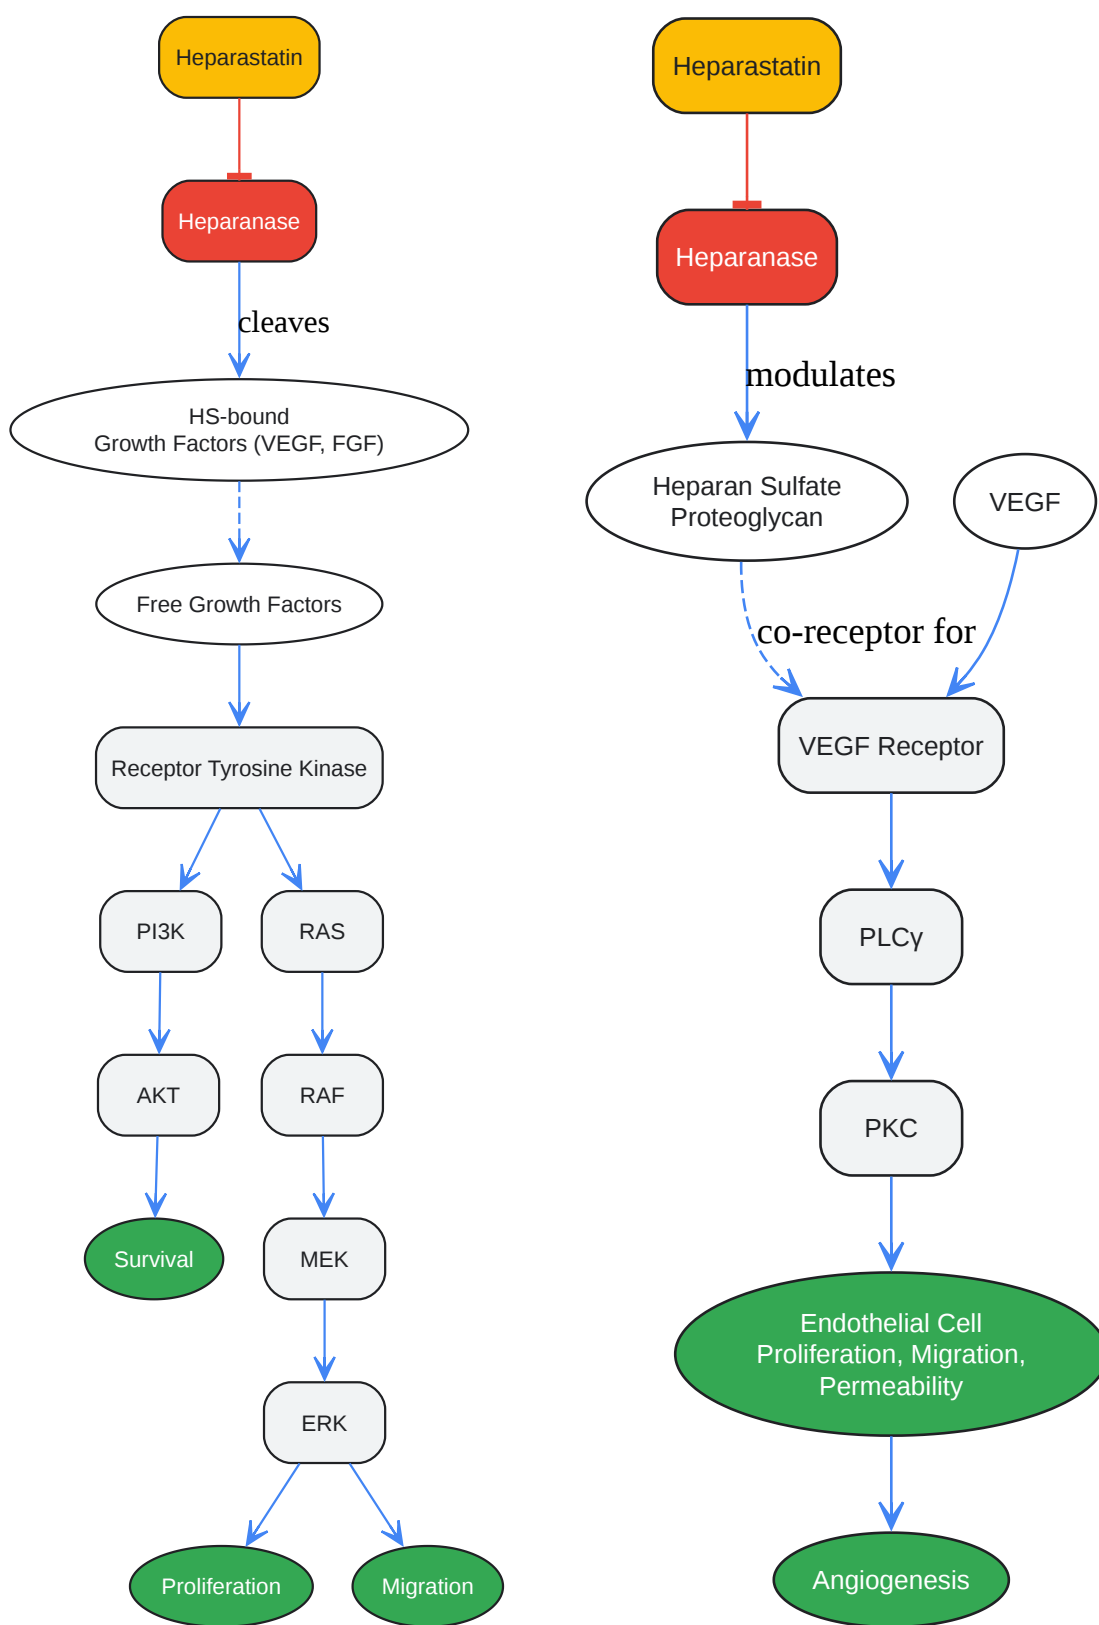 Heparastatin
Heparanase
cleaves
HS-bound
Growth Factors (VEGF, FGF)
Free Growth Factors
Receptor Tyrosine Kinase
PI3K
RAS
AKT
RAF
Survival
MEK
ERK
Proliferation
Migration
Heparastatin
Heparanase
modulates
Heparan Sulfate
Proteoglycan
VEGF
co-receptor for
VEGF Receptor
PLCγ
PKC
Endothelial Cell
Proliferation, Migration,
Permeability
Angiogenesis